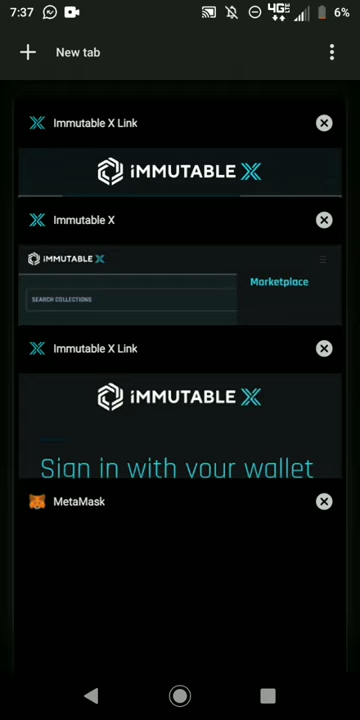 7:37
4G
6%
New tab
Immutable X Link
iMMUTABLE X
Immutable X
iMMUTABLE X
Marketplace
SEARCH COLLECTIONS
Immutable X Link
iMMUTABLE X
Sign in with your wallet
MetaMask